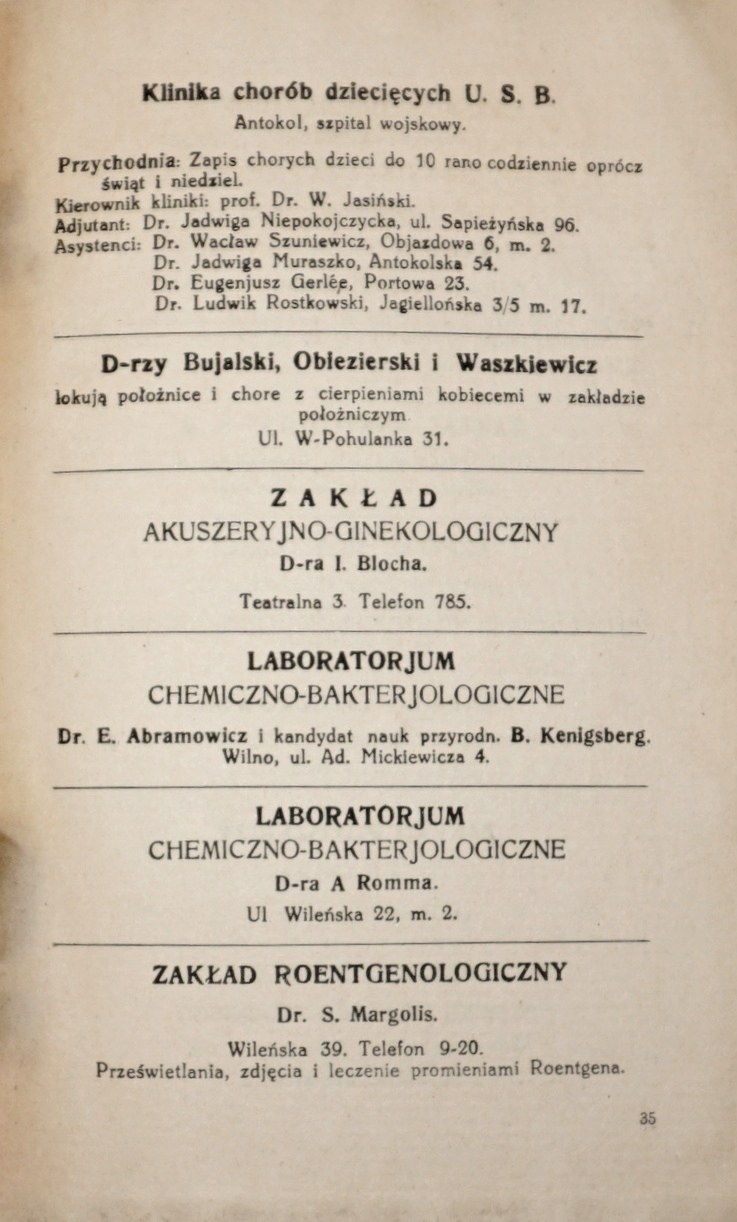 Klinika chorób dziecięcych U. S. B.
Antokol, szpital wojskowy.
Przychodnia: Zapis chorych dzieci do 10 rano codziennie oprócz
świąt i niedziel.
Kierownik kliniki: prof. Dr. W. Jasiński.
Adjutant: Dr. Jadwiga Niepokojczycka, ul. Sapieżyńska 96.
Asystenci: Dr. Wacław Szuniewicz, Objazdowa 6, m. 2.
Dr. Jadwiga Muraszko, Antokolska 54.
Dr. Eugenjusz Gerlée, Portowa 23.
Dr. Ludwik Rostkowski, Jagiellońska 3/5 m. 17.
D-rzy Bujalski, Obiezierski i Waszkiewicz
lokują położnice i chore z cierpieniami kobiecemi w zakładzie
położniczym
Ul. W-Pohulanka 31.
ZAKŁAD
AKUSZERYJNO-GINEKOLOGICZNY
D-ra I. Blocha.
Teatralna 3. Telefon 785.
LABORATORJUM
CHEMICZNO-BAKTERJOLOGICZNE
Dr. E. Abramowicz i kandydat nauk przyrodn. B. Kenigsberg.
Wilno, ul. Ad. Mickiewicza 4.
LABORATORJUM
CHEMICZNO-BAKTERJOLOGICZNE
D-ra A Romma.
Ul Wileńska 22, m. 2.
ZAKŁAD ROENTGENOLOGICZNY
Dr. S. Margolis.
Wileńska 39. Telefon 9-20.
Prześwietlania, zdjęcia i leczenie promieniami Roentgena.
35